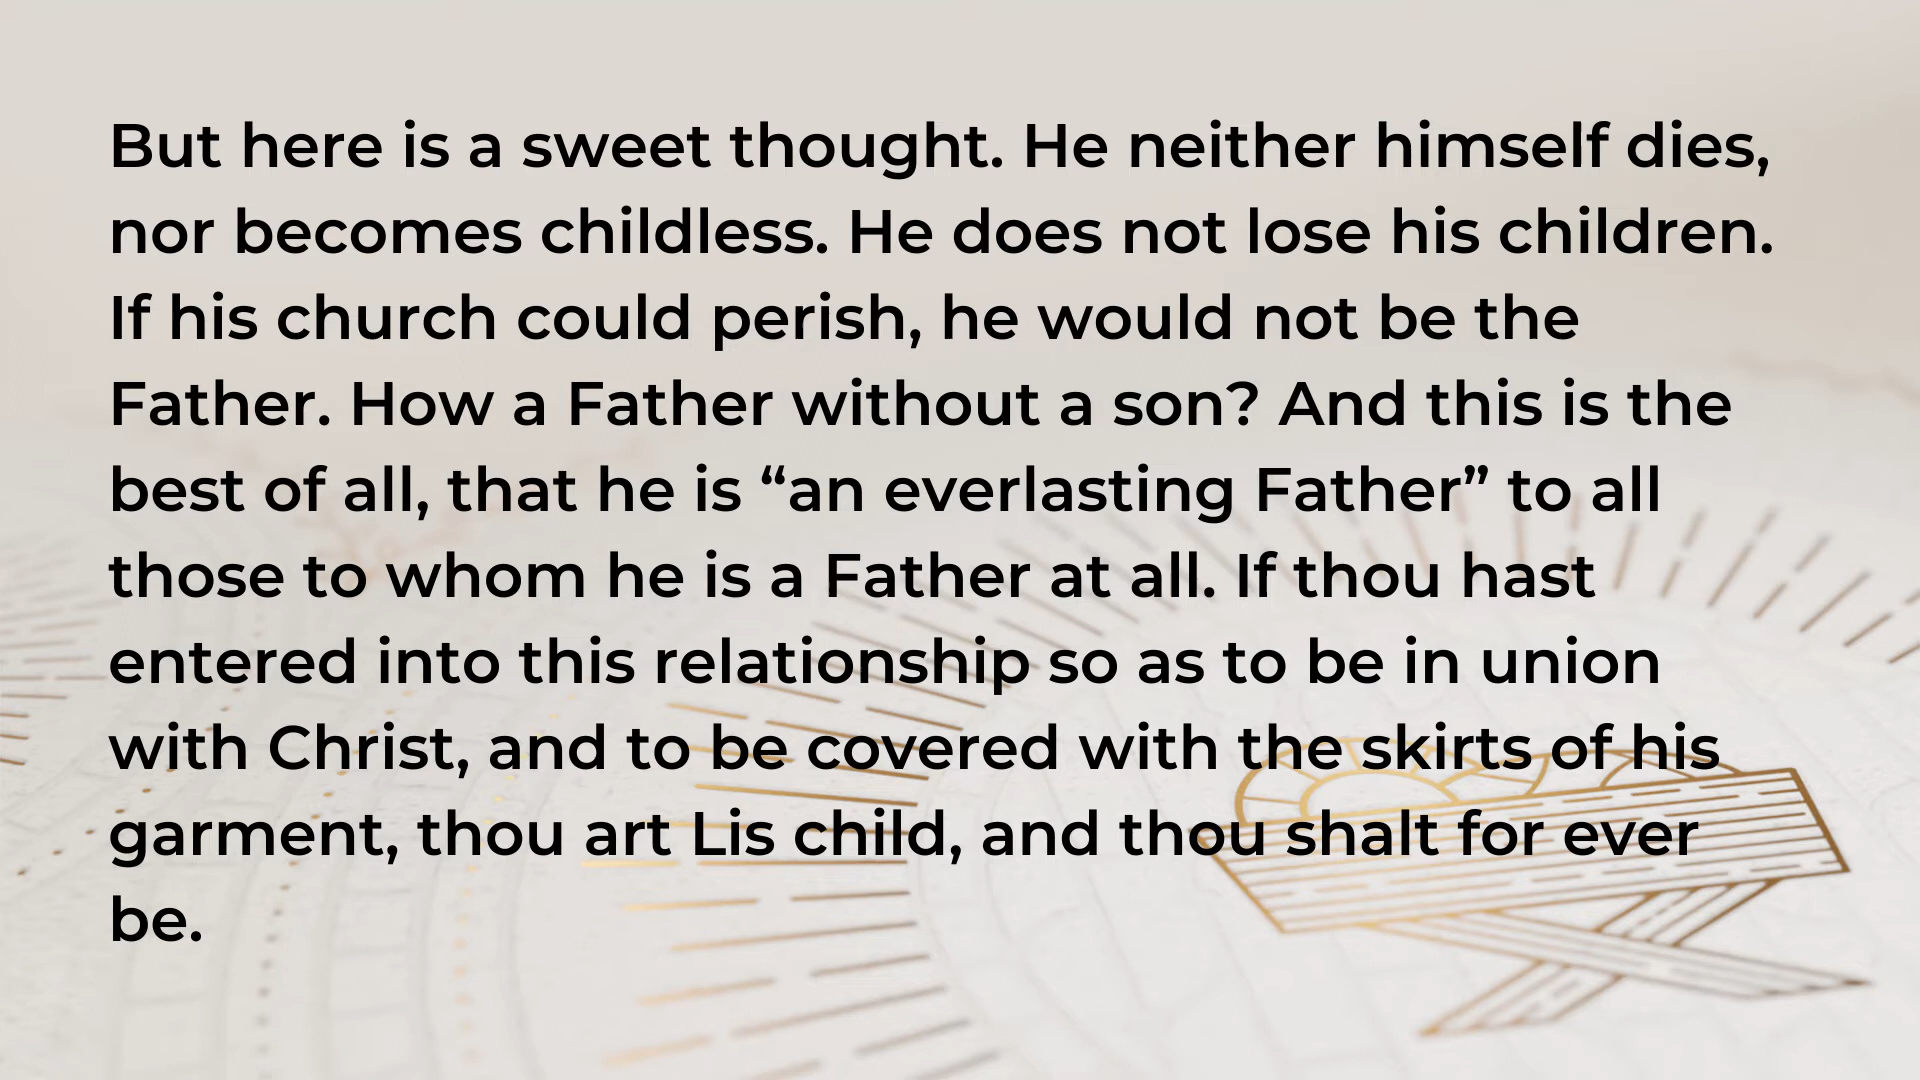 But here is a sweet thought. He neither himself dies,
nor becomes childless. He does not lose his children.
If his church could perish, he would not be the
Father. How a Father without a son? And this is the
best of all, that he is “an everlasting Father” to all
those to whom he is a Father at all. If thou hast
entered into this relationship so as to be in union
with Christ, and to be covered with the skirts of his
garment, thou art Lis child, and thou shalt for ever
be.